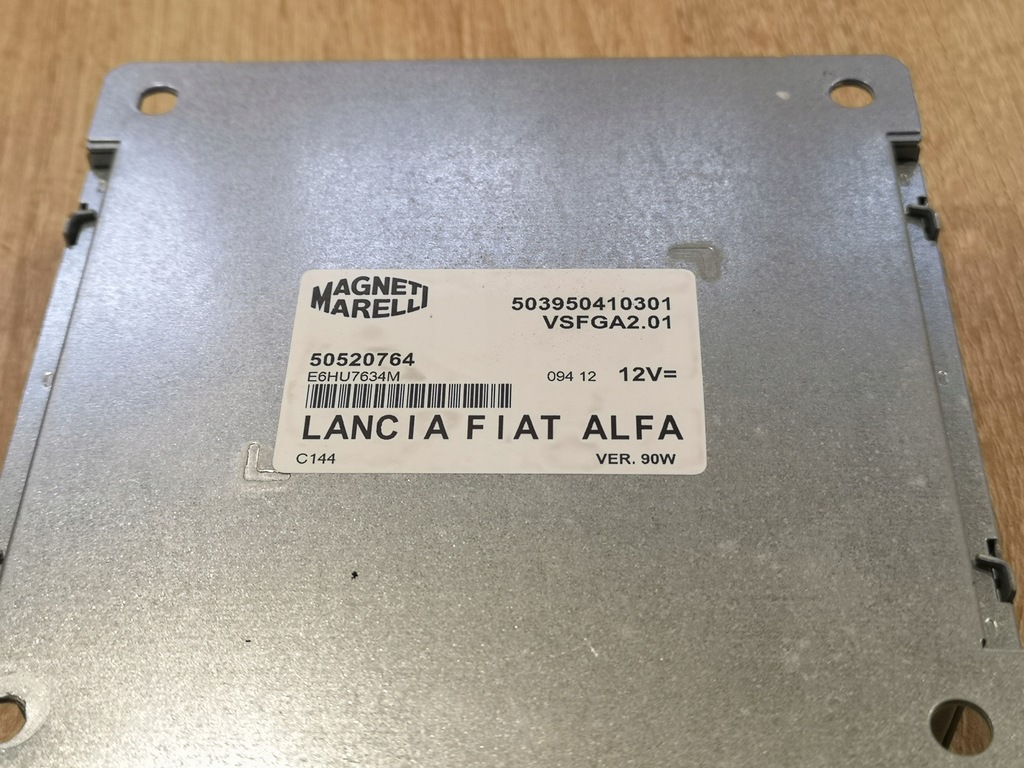 MAGNETI
MARELLI
503950410301
VSFGA2.01
50520764
E6HU7634M
094 12 12V=
LANCIA FIAT ALFA
C144 VER. 90W